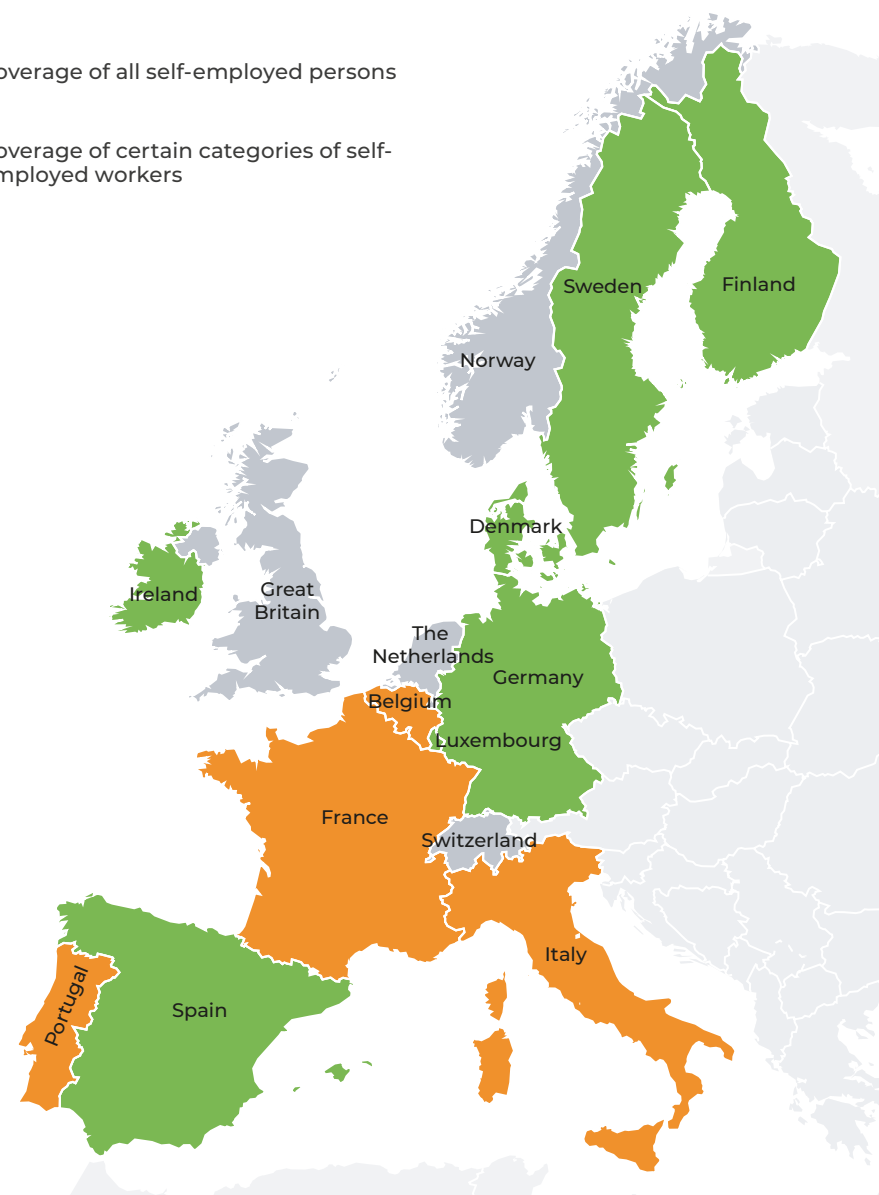 overage of all self-employed persons
overage of certain categories of self-
mployed workers
Sweden
Finland
Norway
Denmark
Ireland
Great
Britain
The
Netherlands
Germany
Belgium
Luxembourg
France
Switzerland
Italy
Portugal
Spain